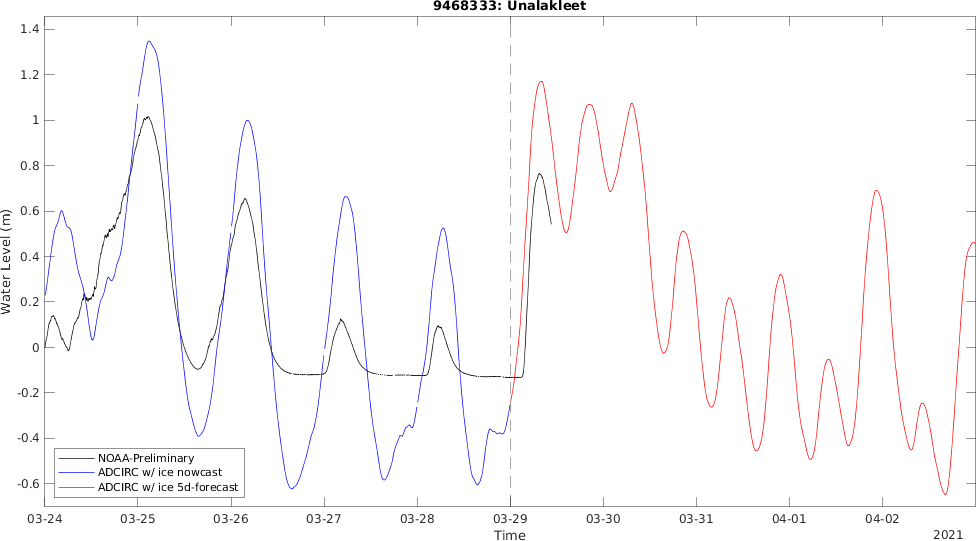 9468333: Unalakleet
1.4
1.2
1
0.8
0.6
0.4
0.2
0
-0.2
-0.4
-0.6
Water Level (m)
NOAA-Preliminary
ADCIRC w/ ice nowcast
ADCIRC w/ ice 5d-forecast
03-24 03-25 03-26 03-27 03-28 03-29 03-30 03-31 04-01 04-02
Time
2021